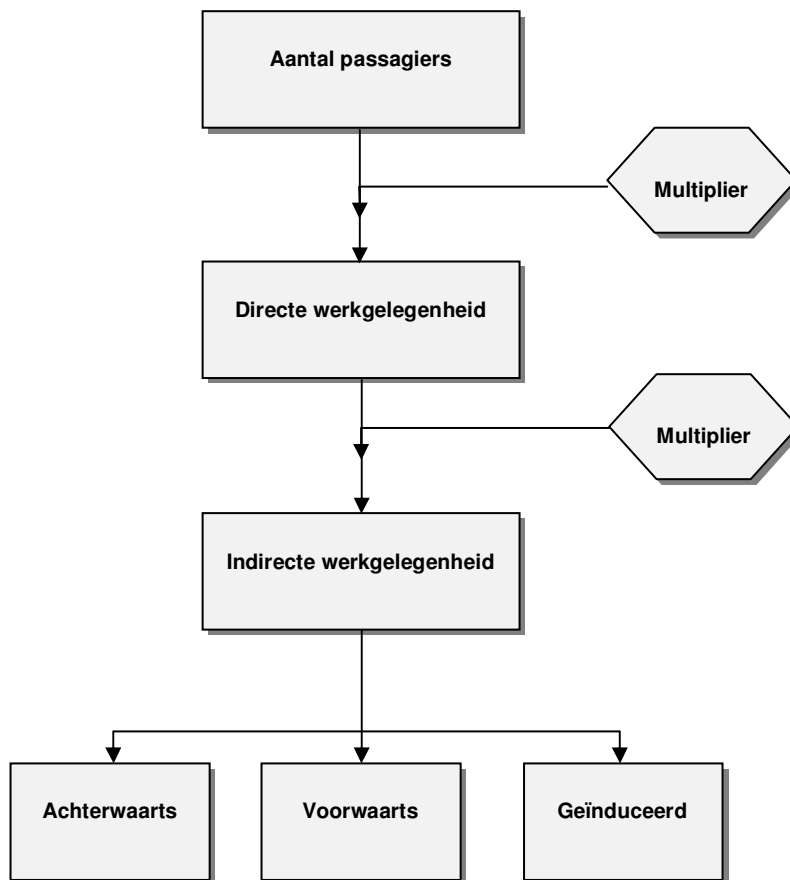 Aantal passagiers
Multiplier
Directe werkgelegenheid
Multiplier
Indirecte werkgelegenheid
Achterwaarts
Voorwaarts
Geïnduceerd